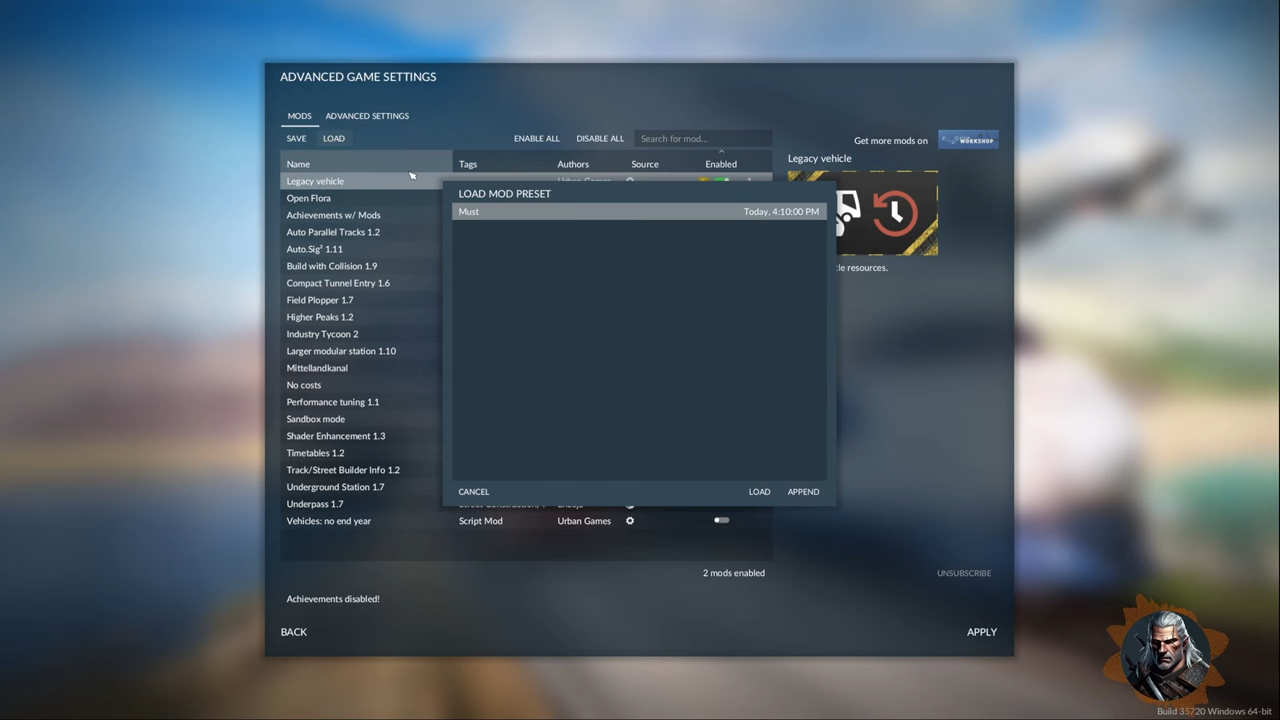 ADVANCED GAME SETTINGS
MODS ADVANCED SETTINGS
SAVE LOAD ENABLE ALL DISABLE ALL Search for mod... Get more mods on WORKSHOP
Name Tags Authors Source Enabled Legacy vehicle
Legacy vehicle
LOAD MOD PRESET
Open Flora
Must Today, 4:10:00 PM
Achievements w/ Mods
Auto Parallel Tracks 1.2
Auto.Sig² 1.11
Build with Collision 1.9
le resources.
Compact Tunnel Entry 1.6
Field Plopper 1.7
Higher Peaks 1.2
Industry Tycoon 2
Larger modular station 1.10
Mittellandkanal
No costs
Performance tuning 1.1
Sandbox mode
Shader Enhancement 1.3
Timetables 1.2
Track/Street Builder Info 1.2
Underground Station 1.7
CANCEL LOAD APPEND
Underpass 1.7
Vehicles: no end year Script Mod Urban Games
2 mods enabled UNSUBSCRIBE
Achievements disabled!
BACK APPLY
Build 35720 Windows 64-bit